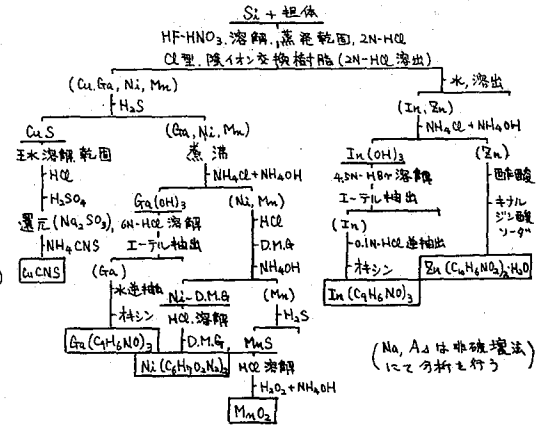 Si + 担体
HF-HNO3. 溶解. 蒸発乾固, 2N-HCl
Cl型. 陰イオン交換樹脂 (2N-HCl 溶出)
水, 溶出
(Cu, Ga, Ni, Mn)
H2S
(In, Zn)
NH4Cl + NH4OH
CuS
王水溶解. 乾固
HCl
H2SO4
還元 (Na2SO3)
NH4CNS
CuCNS
(Ga, Ni, Mn)
煮沸
NH4Cl + NH4OH
Ga(OH)3
6N-HCl 溶解
エーテル抽出
(Ga)
水逆抽出
オキシン
Ga(C9H6NO)3
(Ni, Mn)
HCl
D.M.G
NH4OH
Ni-D.M.G
HCl. 溶解
D.M.G.
Ni(C6H7O2N2)2
(Mn)
H2S
MnS
HCl 溶解
H2O2 + NH4OH
MnO2
In(OH)3
4.5N-HBr 溶解
エーテル抽出
(In)
0.1N-HCl 逆抽出
オキシン
In(C9H6NO)3
(Zn)
酢酸
キナル
ジン酸
ソーダ
Zn(C10H6NO2)2·H2O
(Na, As は非破壊法
にて分析を行う)